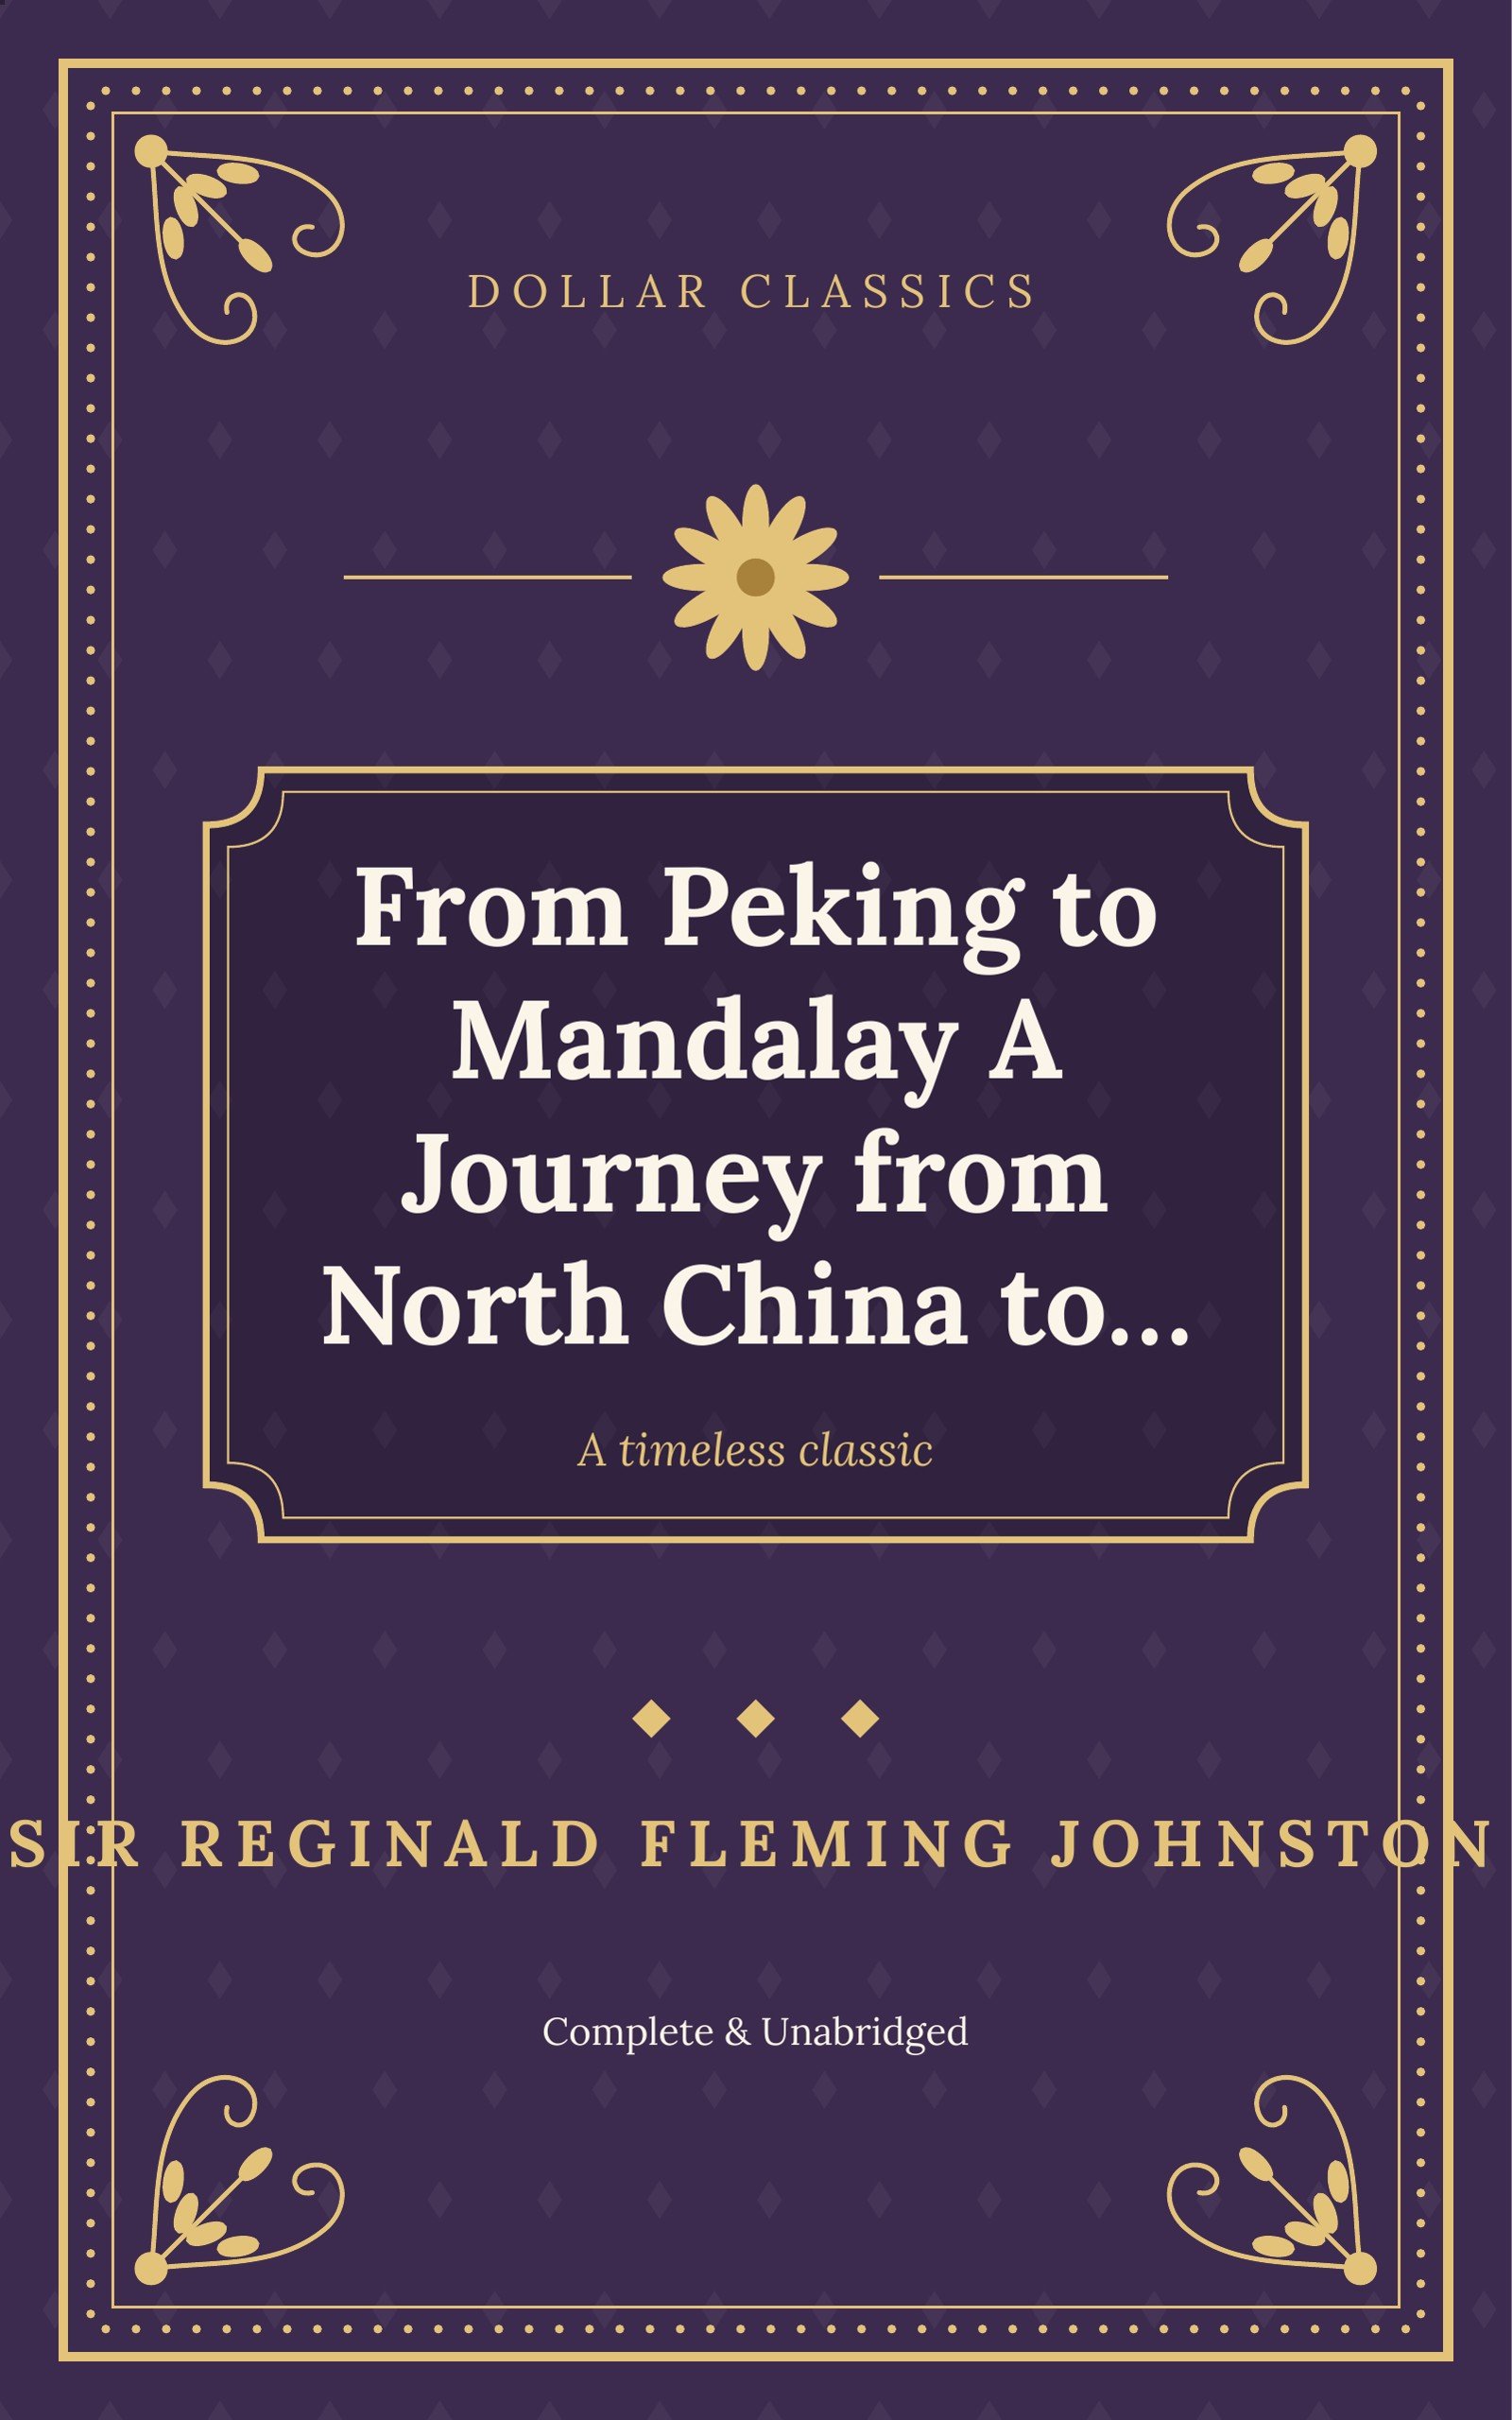 DOLLAR CLASSICS
From Peking to
Mandalay A
Journey from
North China to...
A timeless classic
SIR REGINALD FLEMING JOHNSTON
Complete & Unabridged